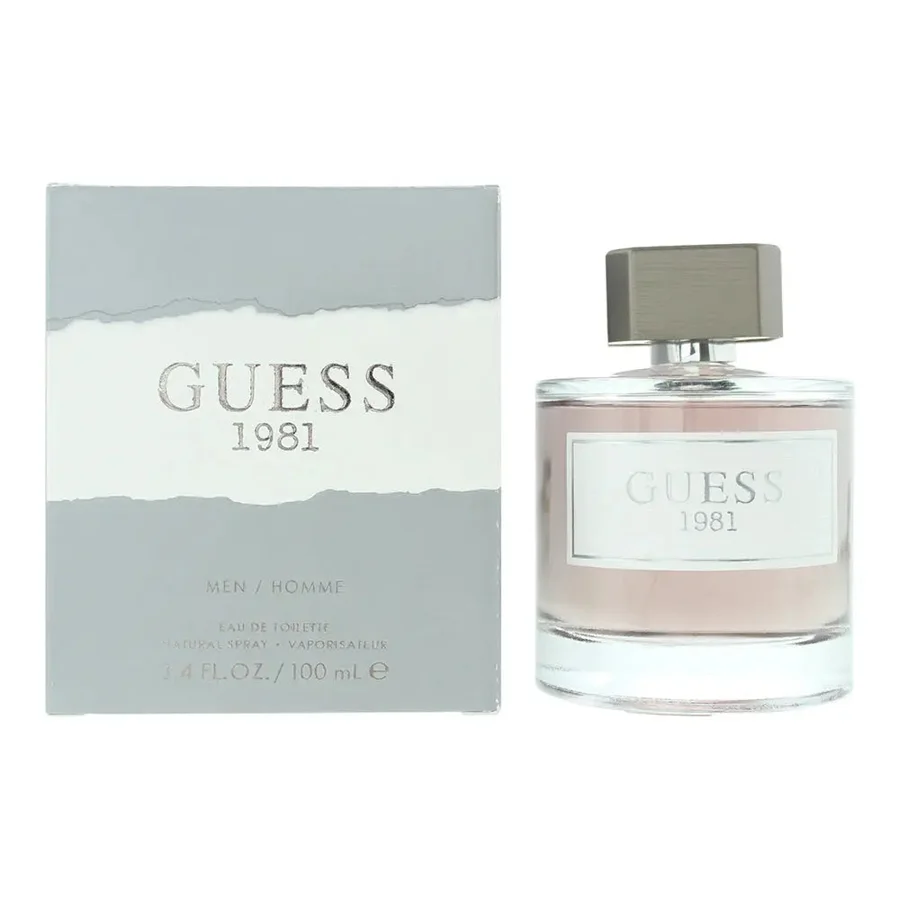 GUESS
1981
MEN / HOMME
EAU DE TOILETTE
NATURAL SPRAY • VAPORISATEUR
3.4 FL.OZ./100 mL ℮
GUESS
1981